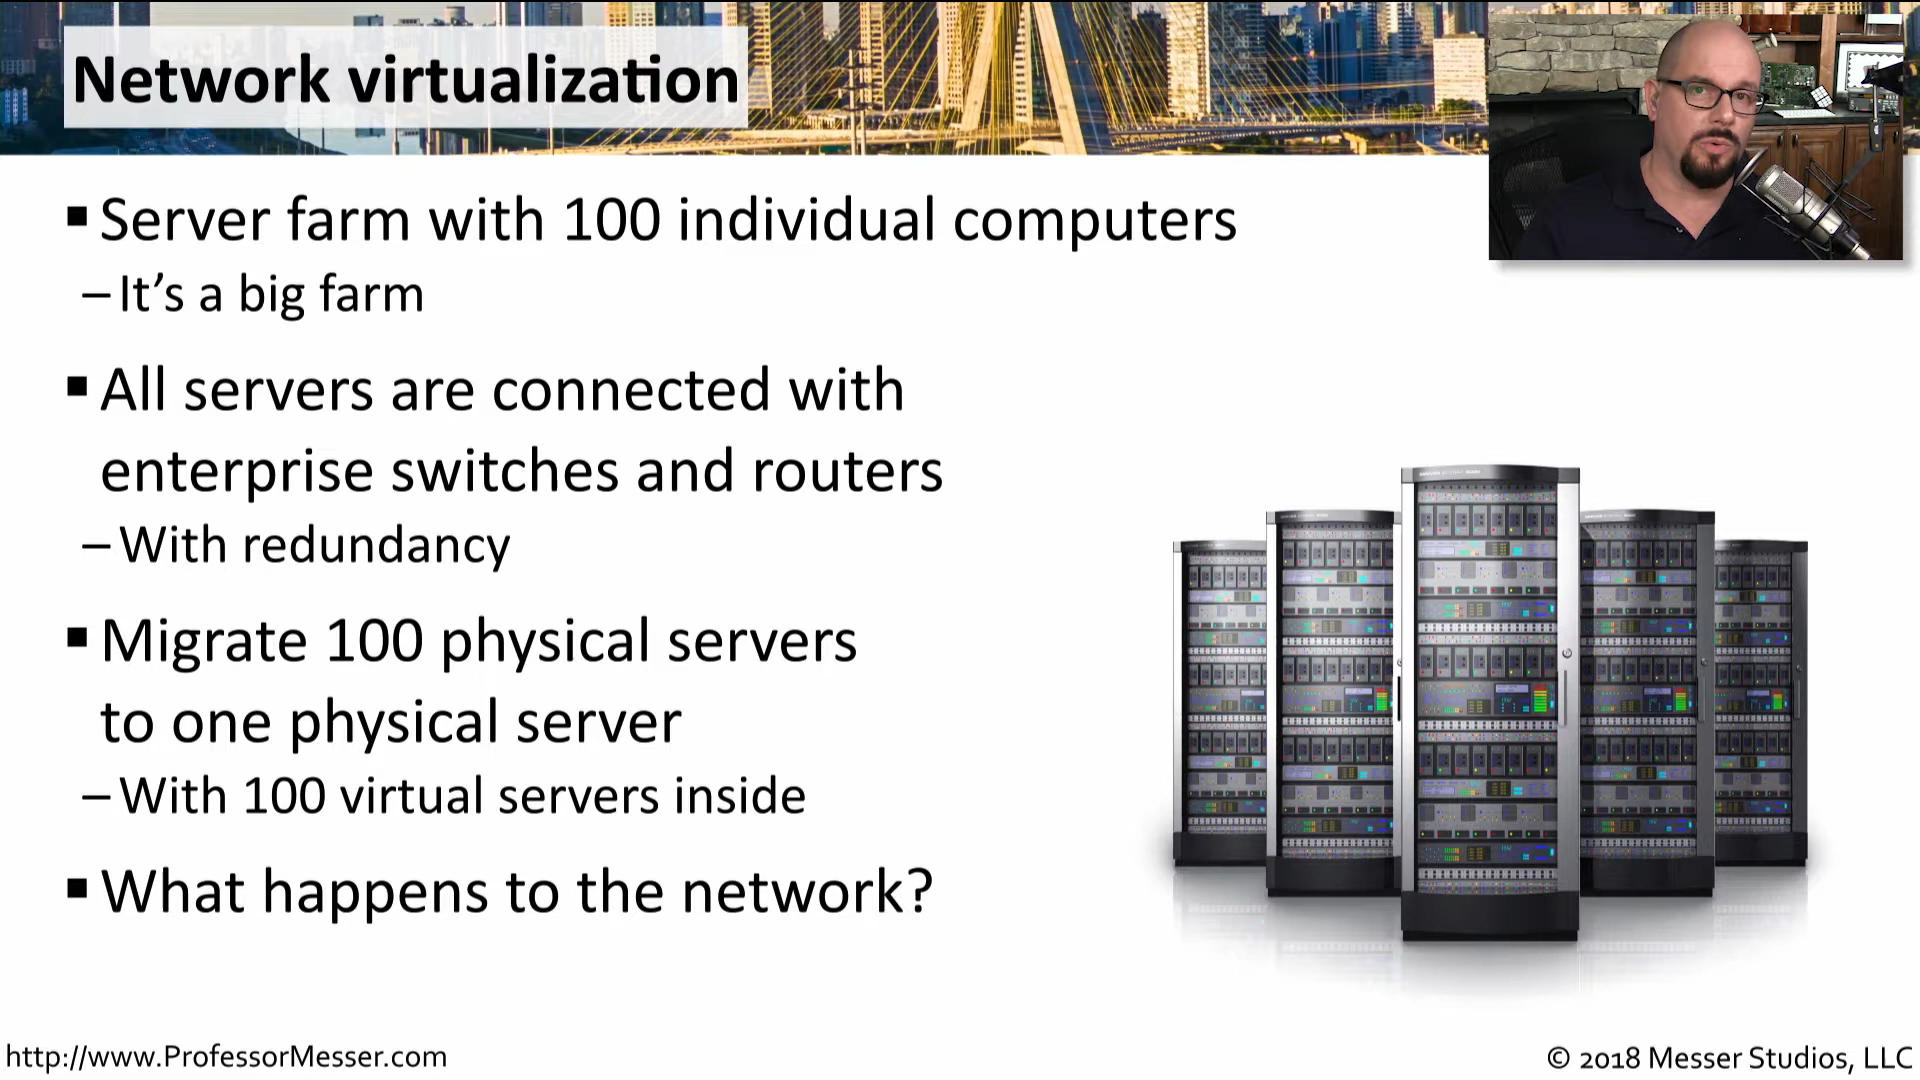 Network virtualization
▪ Server farm with 100 individual computers
– It’s a big farm
▪ All servers are connected with
enterprise switches and routers
– With redundancy
▪ Migrate 100 physical servers
to one physical server
– With 100 virtual servers inside
▪ What happens to the network?
http://www.ProfessorMesser.com
© 2018 Messer Studios, LLC